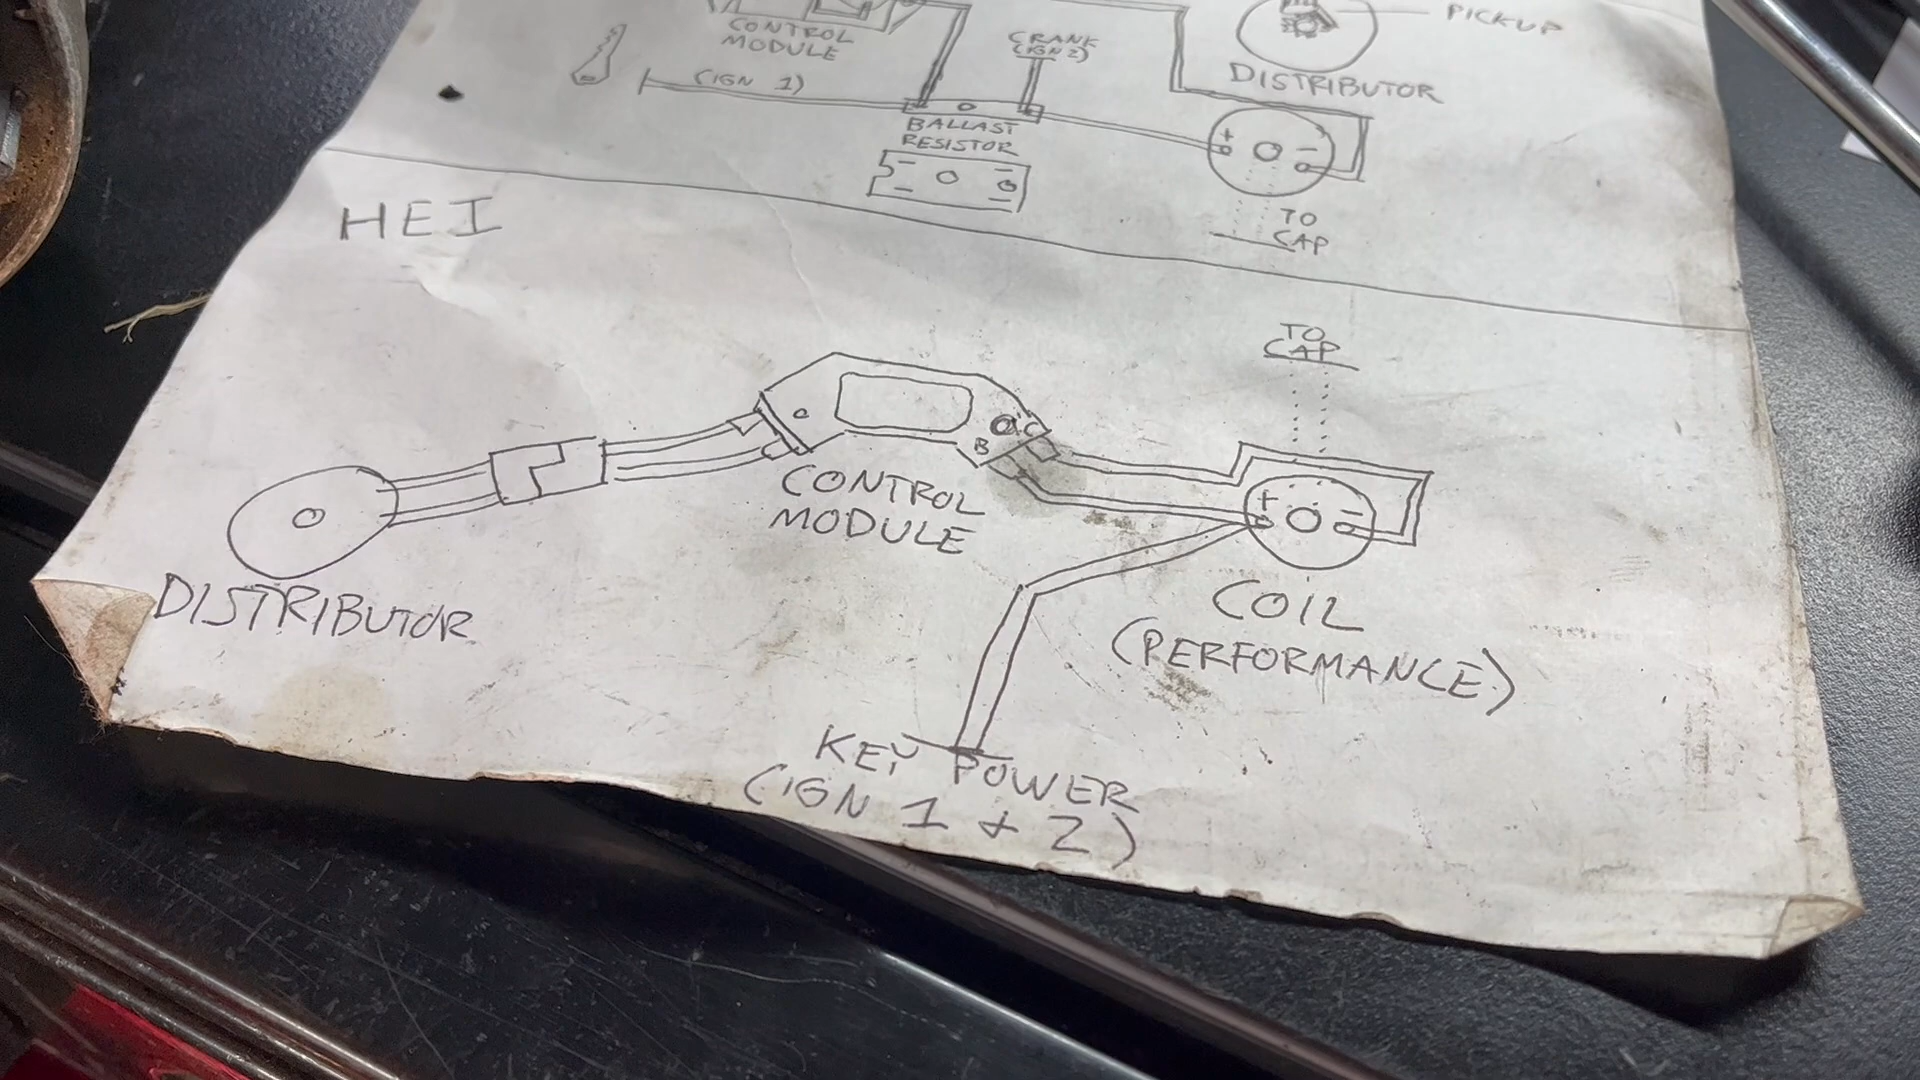 PICKUP
CONTROL
MODULE
CRANK
(IGN 2)
DISTRIBUTOR
(IGN 1)
BALLAST
RESISTOR
+
-
TO
CAP
HEI
TO
CAP
C
B
CONTROL
MODULE
+
-
DISTRIBUTOR
COIL
(PERFORMANCE)
KEY POWER
(IGN 1 + 2)